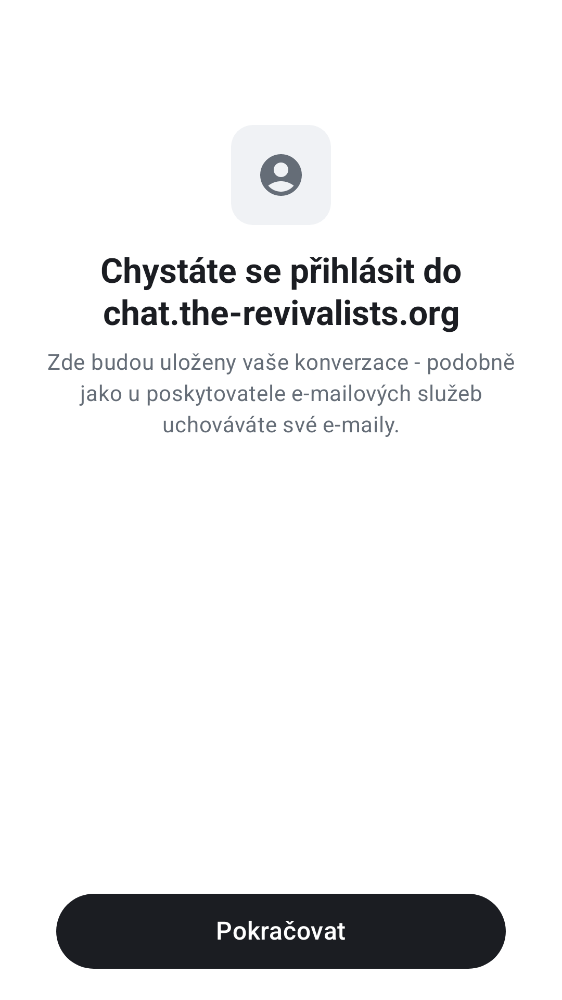 Chystáte se přihlásit do
chat.the-revivalists.org
Zde budou uloženy vaše konverzace - podobně
jako u poskytovatele e-mailových služeb
uchováváte své e-maily.
Pokračovat